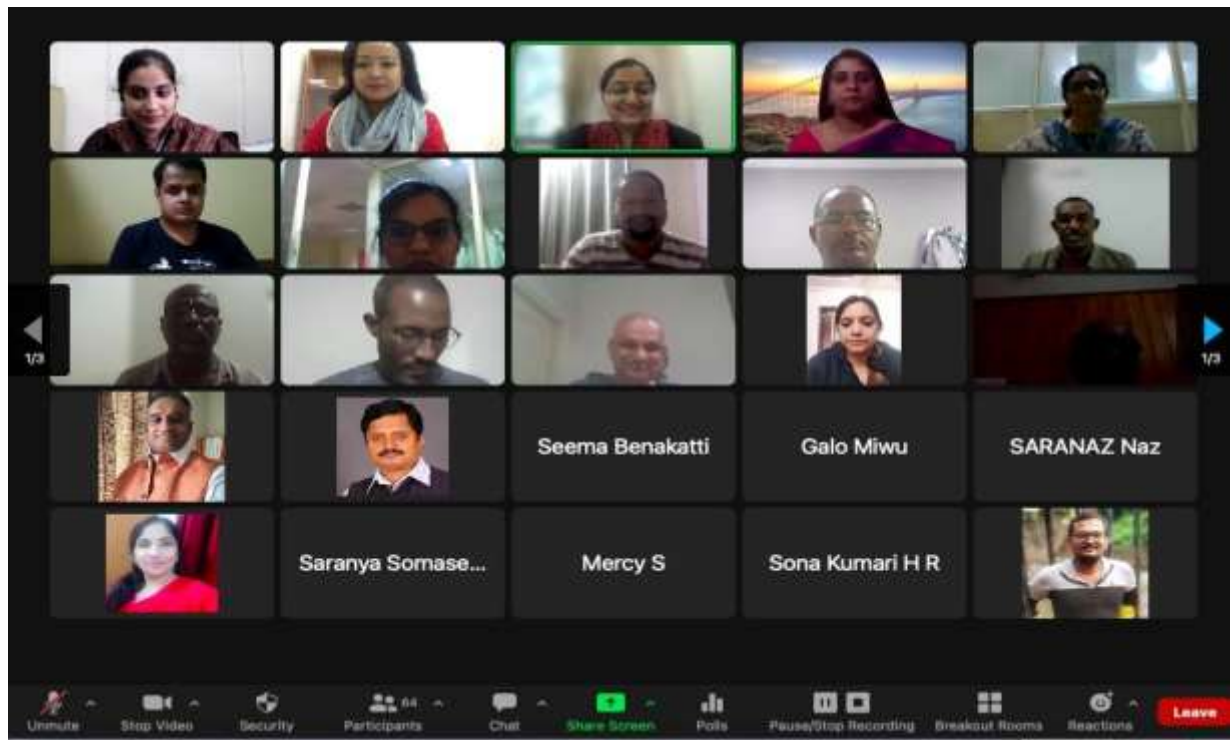 1/3
1/3
Seema Benakatti
Galo Miwu
SARANAZ Naz
Saranya Somase...
Mercy S
Sona Kumari H R
Unmute
Stop Video
Security
64
Participants
Chat
Share Screen
Polls
Pause/Stop Recording
Breakout Rooms
Reactions
Leave